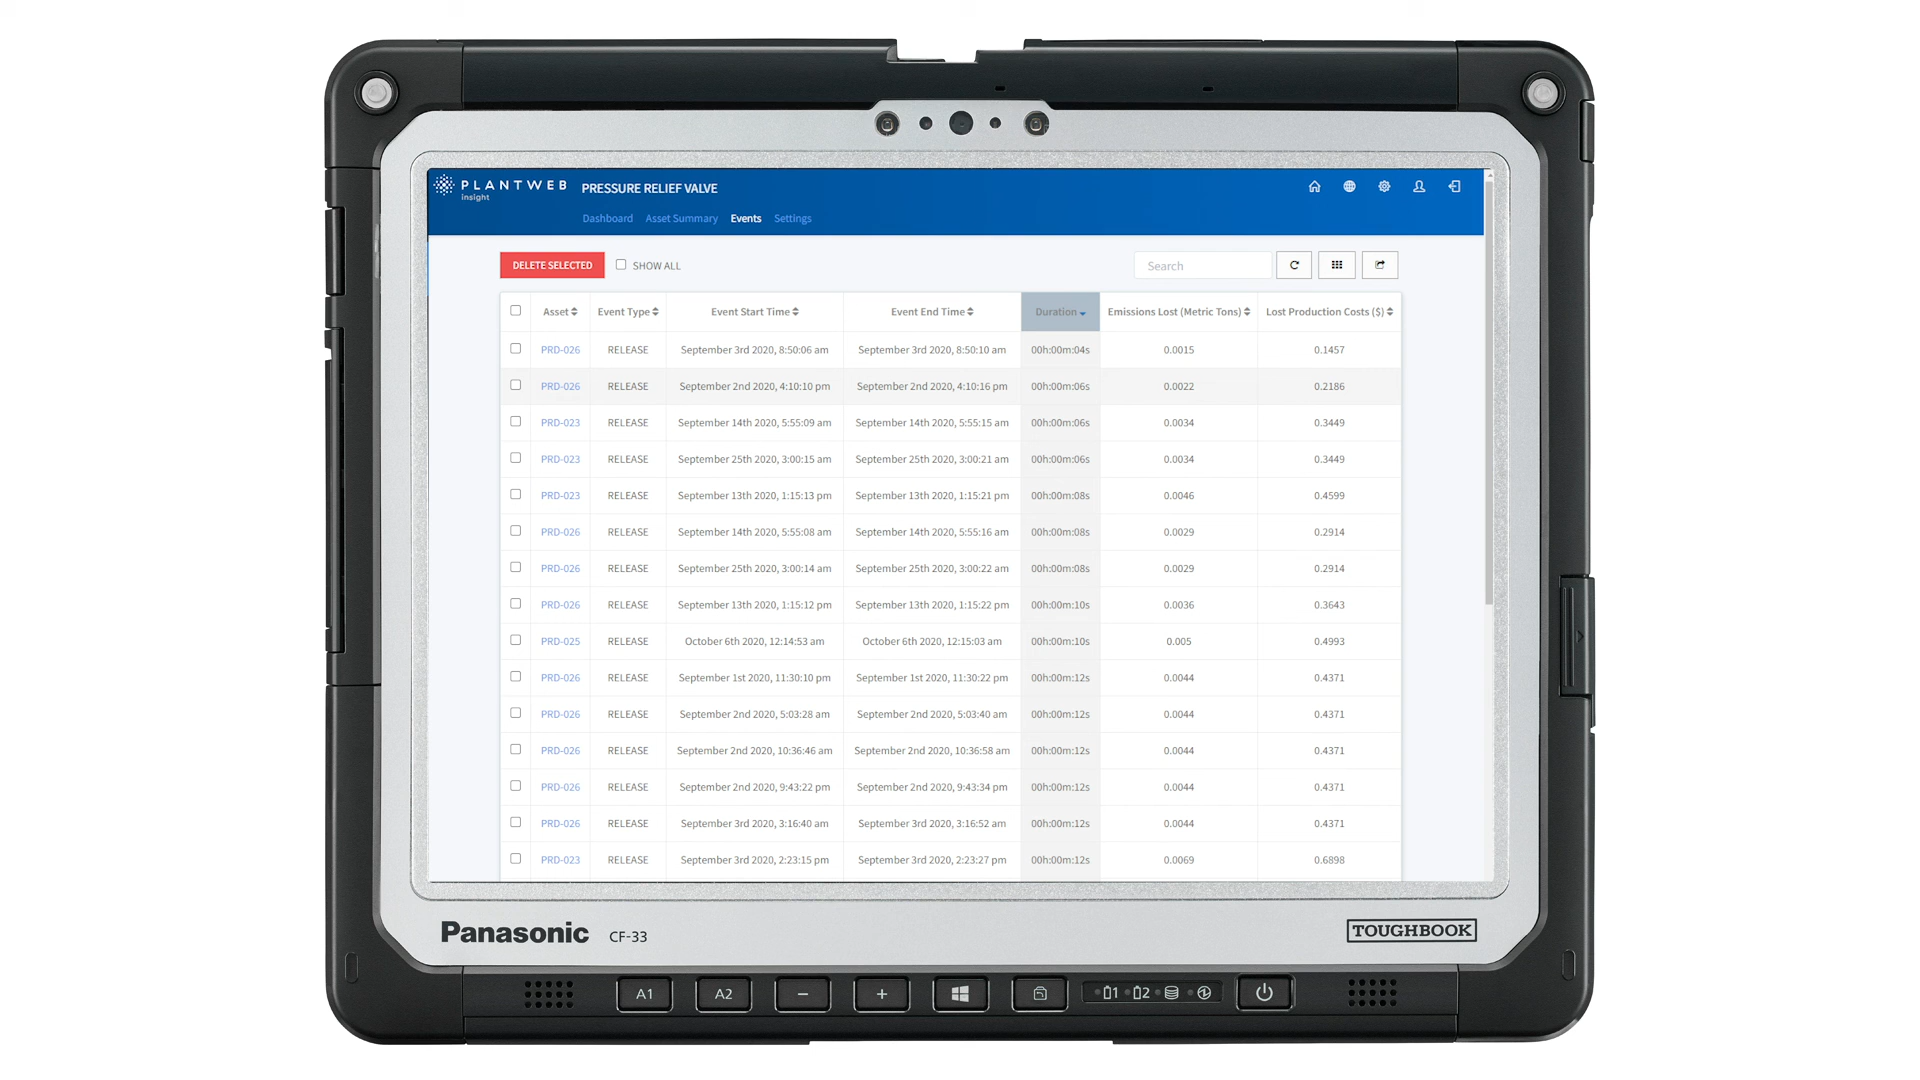 PLANTWEB
insight
PRESSURE RELIEF VALVE
Dashboard Asset Summary Events Settings
DELETE SELECTED SHOW ALL Search
Asset Event Type Event Start Time Event End Time Duration Emissions Lost (Metric Tons) Lost Production Costs ($)
PRD-026 RELEASE September 3rd 2020, 8:50:06 am September 3rd 2020, 8:50:10 am 00h:00m:04s 0.0015 0.1457
PRD-026 RELEASE September 2nd 2020, 4:10:10 pm September 2nd 2020, 4:10:16 pm 00h:00m:06s 0.0022 0.2186
PRD-023 RELEASE September 14th 2020, 5:55:09 am September 14th 2020, 5:55:15 am 00h:00m:06s 0.0034 0.3449
PRD-023 RELEASE September 25th 2020, 3:00:15 am September 25th 2020, 3:00:21 am 00h:00m:06s 0.0034 0.3449
PRD-023 RELEASE September 13th 2020, 1:15:13 pm September 13th 2020, 1:15:21 pm 00h:00m:08s 0.0046 0.4599
PRD-026 RELEASE September 14th 2020, 5:55:08 am September 14th 2020, 5:55:16 am 00h:00m:08s 0.0029 0.2914
PRD-026 RELEASE September 25th 2020, 3:00:14 am September 25th 2020, 3:00:22 am 00h:00m:08s 0.0029 0.2914
PRD-026 RELEASE September 13th 2020, 1:15:12 pm September 13th 2020, 1:15:22 pm 00h:00m:10s 0.0036 0.3643
PRD-025 RELEASE October 6th 2020, 12:14:53 am October 6th 2020, 12:15:03 am 00h:00m:10s 0.005 0.4993
PRD-026 RELEASE September 1st 2020, 11:30:10 pm September 1st 2020, 11:30:22 pm 00h:00m:12s 0.0044 0.4371
PRD-026 RELEASE September 2nd 2020, 5:03:28 am September 2nd 2020, 5:03:40 am 00h:00m:12s 0.0044 0.4371
PRD-026 RELEASE September 2nd 2020, 10:36:46 am September 2nd 2020, 10:36:58 am 00h:00m:12s 0.0044 0.4371
PRD-026 RELEASE September 2nd 2020, 9:43:22 pm September 2nd 2020, 9:43:34 pm 00h:00m:12s 0.0044 0.4371
PRD-026 RELEASE September 3rd 2020, 3:16:40 am September 3rd 2020, 3:16:52 am 00h:00m:12s 0.0044 0.4371
PRD-023 RELEASE September 3rd 2020, 2:23:15 pm September 3rd 2020, 2:23:27 pm 00h:00m:12s 0.0069 0.6898
Panasonic CF-33 TOUGHBOOK
A1 A2 − + 1 2